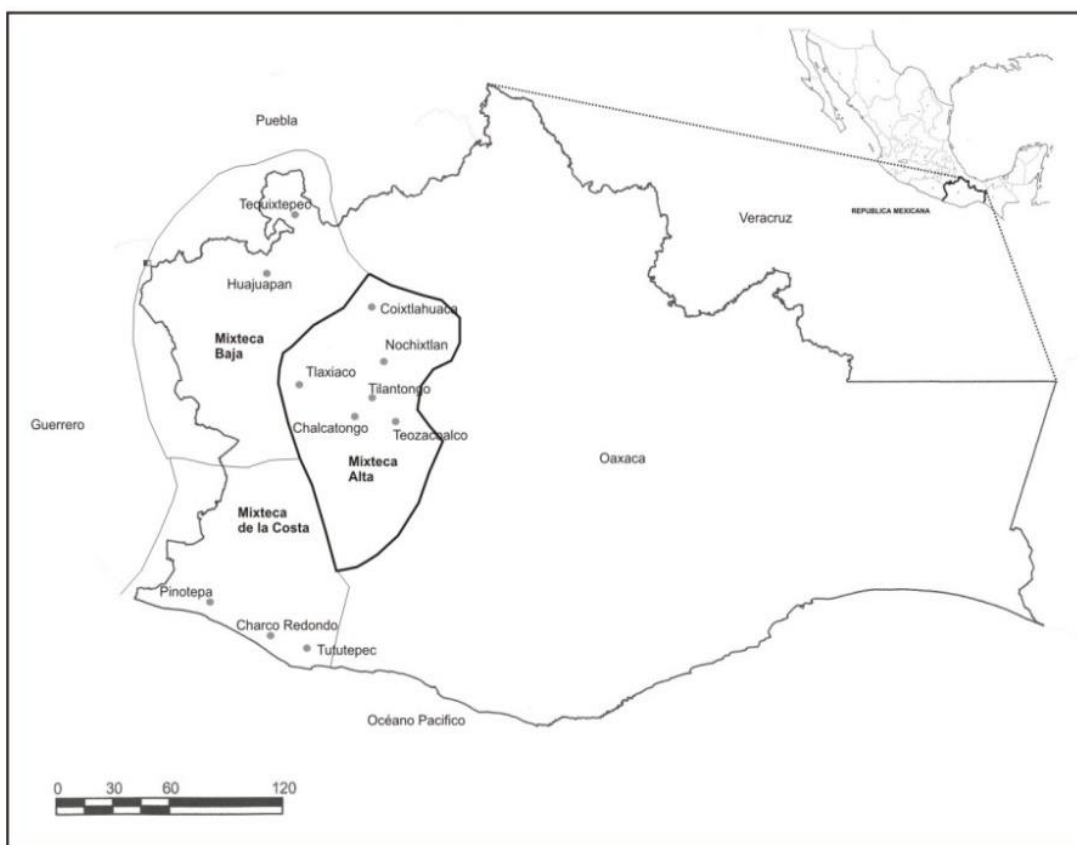 Puebla
REPUBLICA MEXICANA
Veracruz
Tequixtepec
Huajuapan
Coixtlahuaca
Mixteca
Baja
Nochixtlan
Tlaxiaco
Tilantongo
Chalcatongo
Teozacoalco
Guerrero
Oaxaca
Mixteca
Alta
Mixteca
de la Costa
Pinotepa
Charco Redondo
Tututepec
Océano Pacifico
0 30 60 120